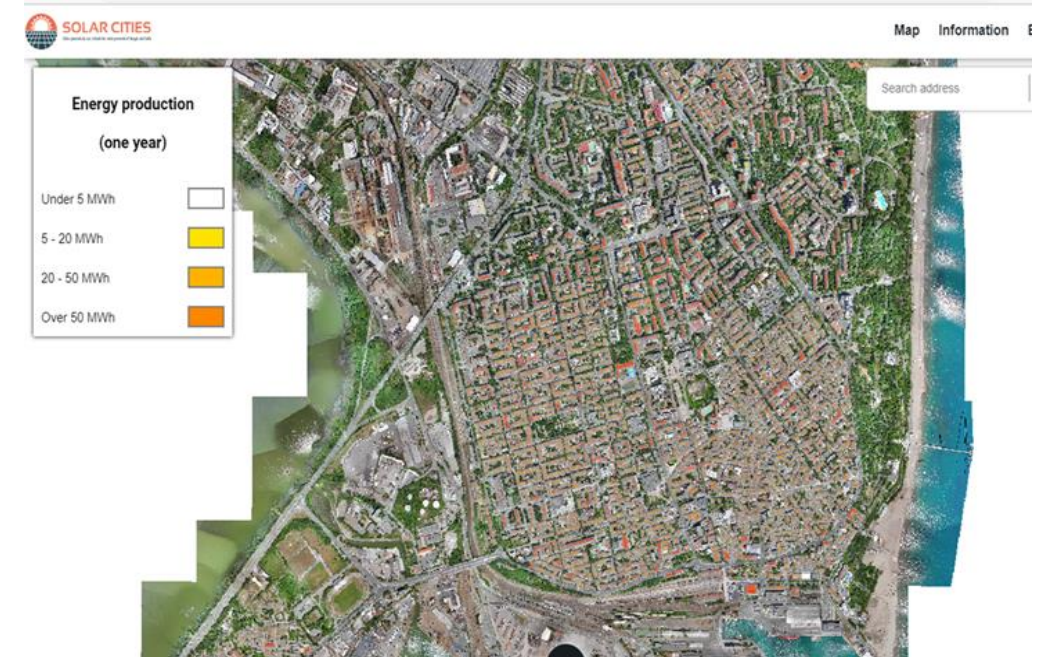 SOLAR CITIES
Map Information E
Search address
Energy production
(one year)
Under 5 MWh
5 - 20 MWh
20 - 50 MWh
Over 50 MWh